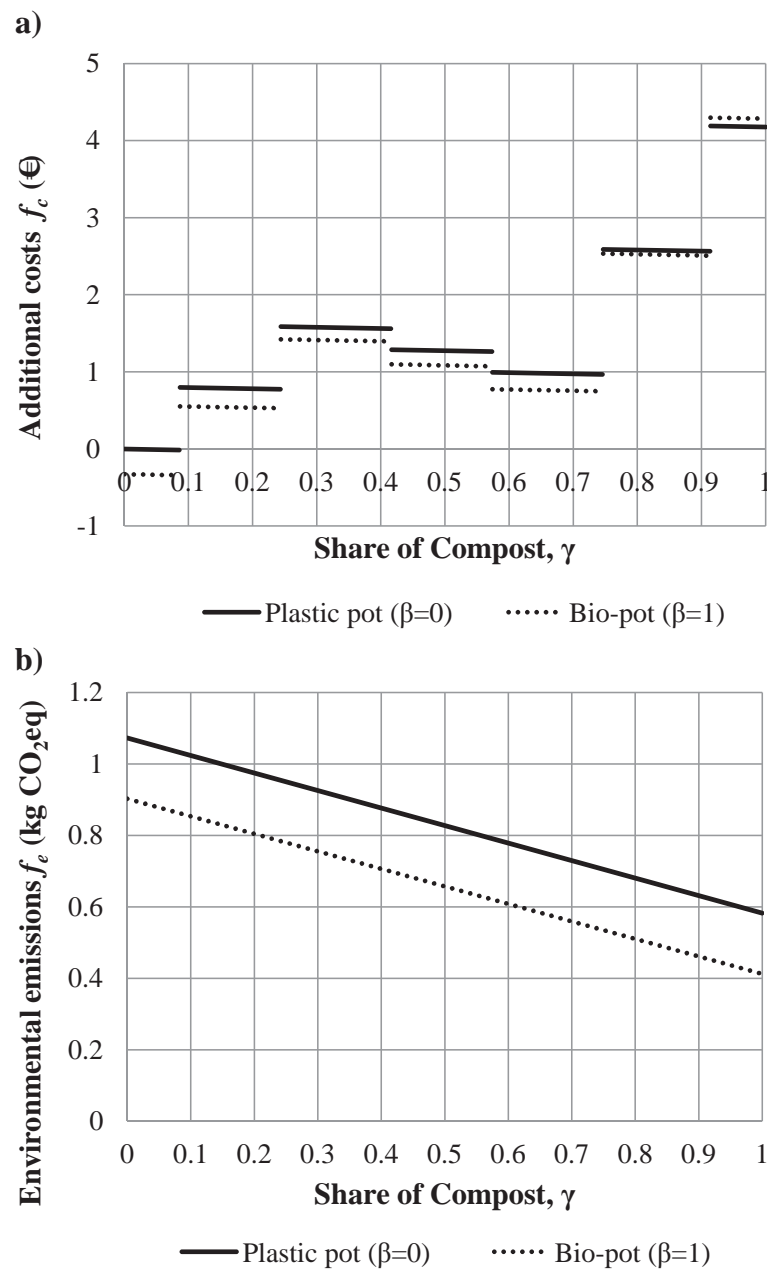 a)
5
4
3
2
1
0
-1
Additional costs f_c (€)
0 0.1 0.2 0.3 0.4 0.5 0.6 0.7 0.8 0.9 1
Share of Compost, γ
Plastic pot (β=0) Bio-pot (β=1)
b)
1.2
1
0.8
0.6
0.4
0.2
0
Environmental emissions f_e (kg CO₂eq)
0 0.1 0.2 0.3 0.4 0.5 0.6 0.7 0.8 0.9 1
Share of Compost, γ
Plastic pot (β=0) Bio-pot (β=1)